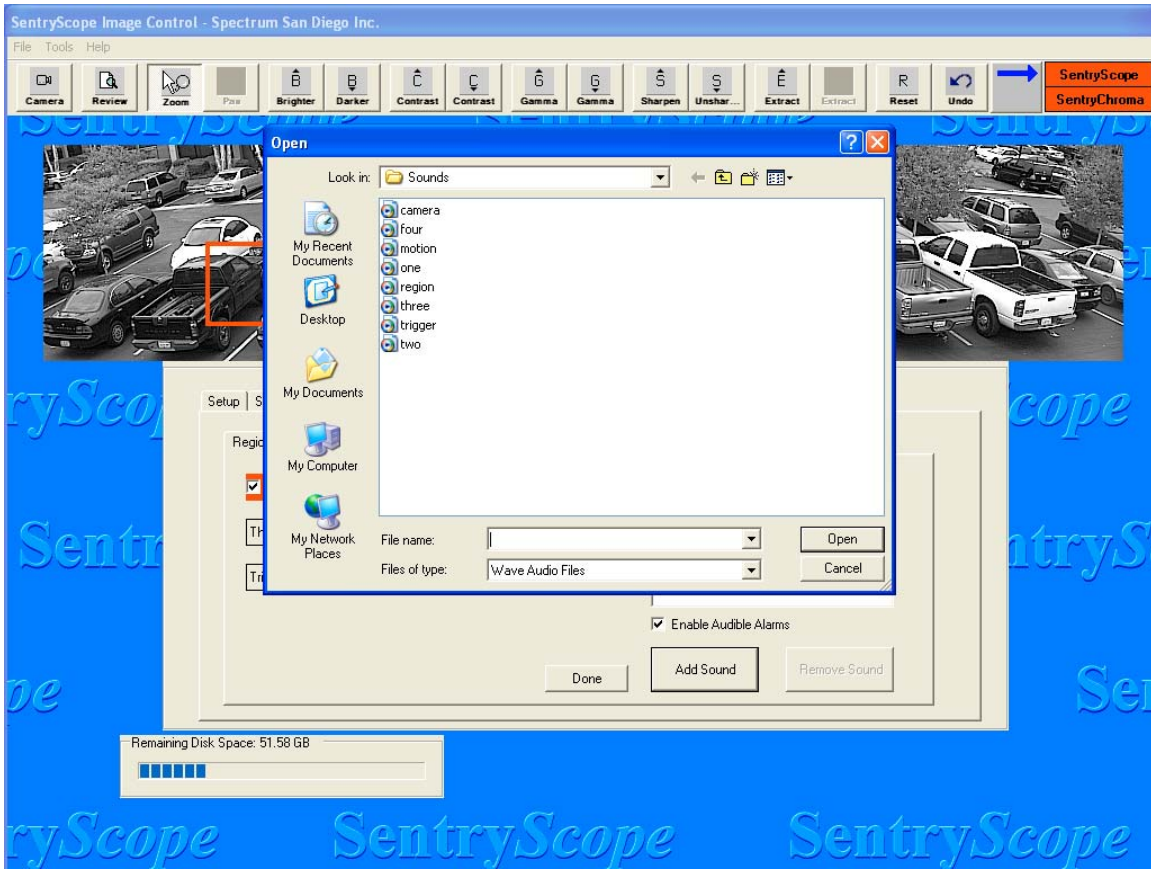 SentryScope Image Control - Spectrum San Diego Inc.
File Tools Help
Camera Review Zoom Pan Brighter Darker Contrast Contrast Gamma Gamma Sharpen Unshar... Extract Extract Reset Undo
SentryScope
SentryChroma
Open
Look in: Sounds
My Recent Documents
Desktop
My Documents
My Computer
My Network Places
camera
four
motion
one
region
three
trigger
two
File name:
Open
Files of type: Wave Audio Files
Cancel
Setup
Enable Audible Alarms
Done
Add Sound
Remove Sound
Remaining Disk Space: 51.58 GB
SentryScope